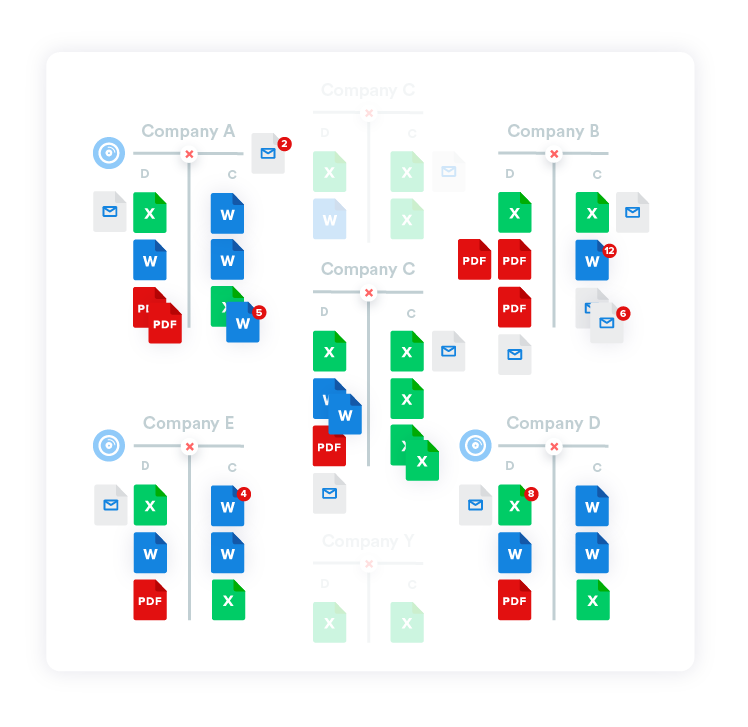 Company C
D C
X X
W X
Company A
2
D C
X W
W W
PDF X
PDF W 5
Company B
D C
X X
PDF PDF W 12
PDF 6
Company C
D C
X X
W X
W
PDF X
X
Company E
D C
X W 4
W W
PDF X
Company D
D C
X 8 W
W W
PDF X
Company Y
D C
X X